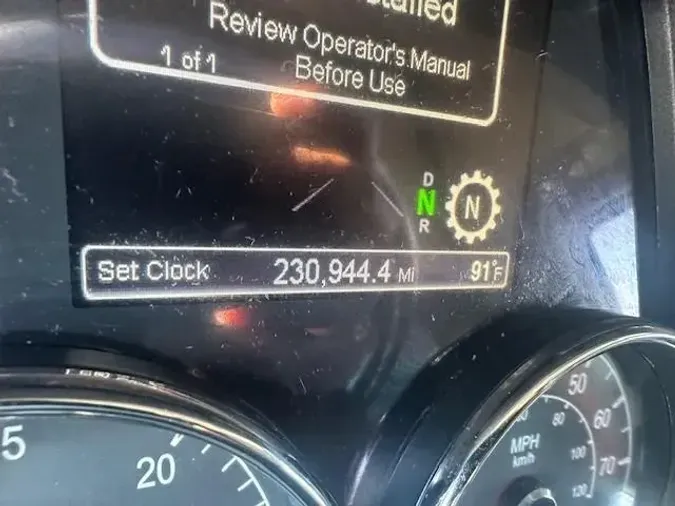 Review Operator's Manual
1 of 1
Before Use
D
N
R
N
Set Clock 230,944.4 MI 91°F
5
20
50
60
70
80
100
120
MPH
km/h